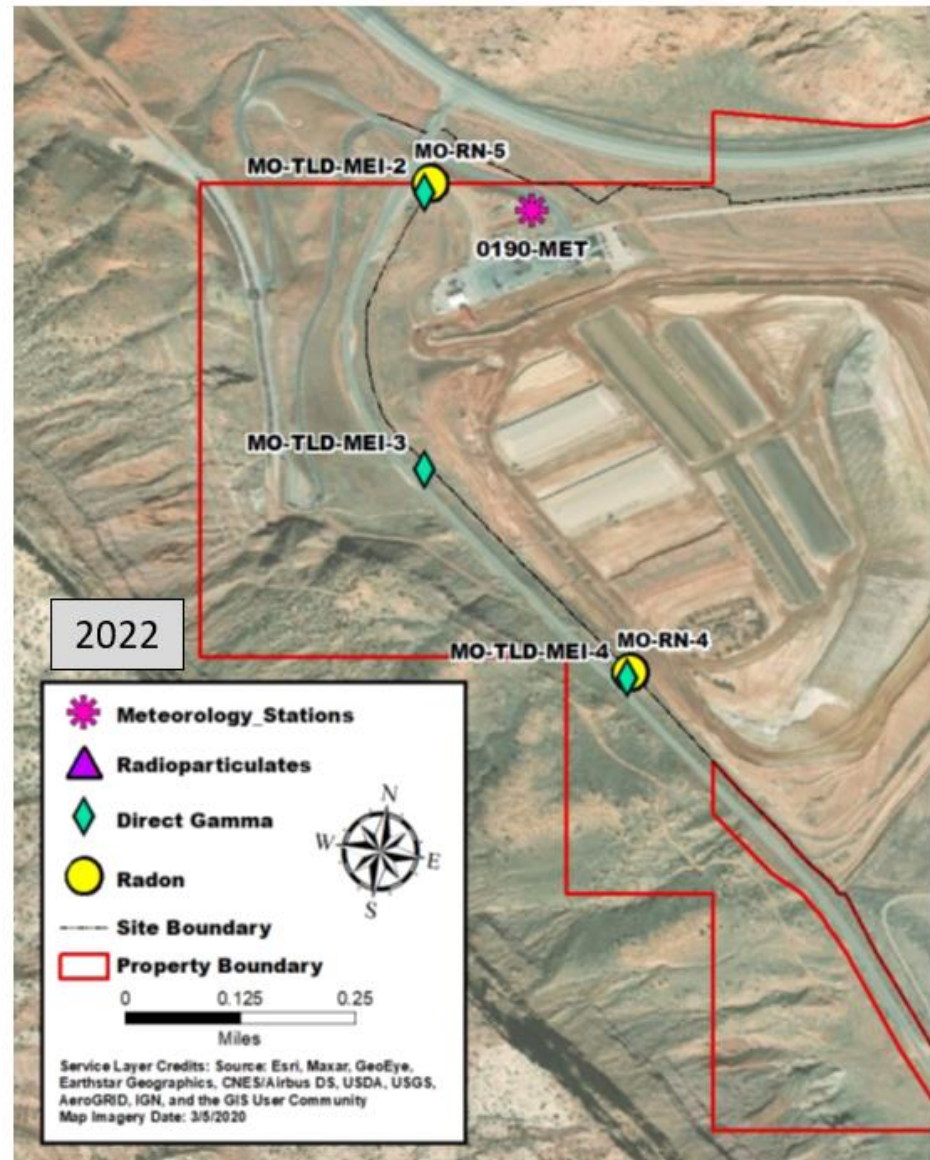 MO-RN-5
MO-TLD-MEI-2
0190-MET
MO-TLD-MEI-3
MO-RN-4
MO-TLD-MEI-4
2022
Meteorology_Stations
Radioparticulates
Direct Gamma
Radon
Site Boundary
Property Boundary
N
W
E
S
0 0.125 0.25
Miles
Service Layer Credits: Source: Esri, Maxar, GeoEye,
Earthstar Geographics, CNES/Airbus DS, USDA, USGS,
AeroGRID, IGN, and the GIS User Community
Map Imagery Date: 3/5/2020